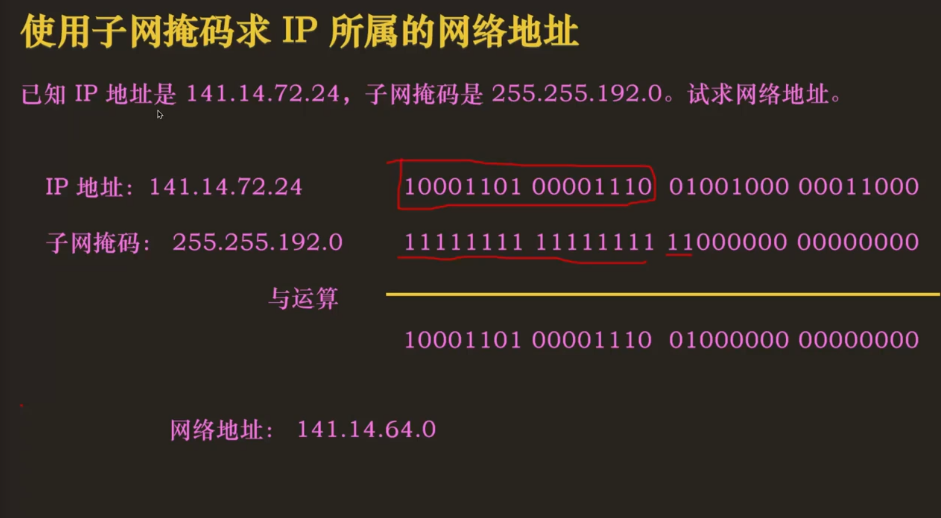 使用子网掩码求 IP 所属的网络地址
已知 IP 地址是 141.14.72.24，子网掩码是 255.255.192.0。试求网络地址。
IP 地址：141.14.72.24 10001101 00001110 01001000 00011000
子网掩码： 255.255.192.0 11111111 11111111 11000000 00000000
与运算
10001101 00001110 01000000 00000000
网络地址： 141.14.64.0